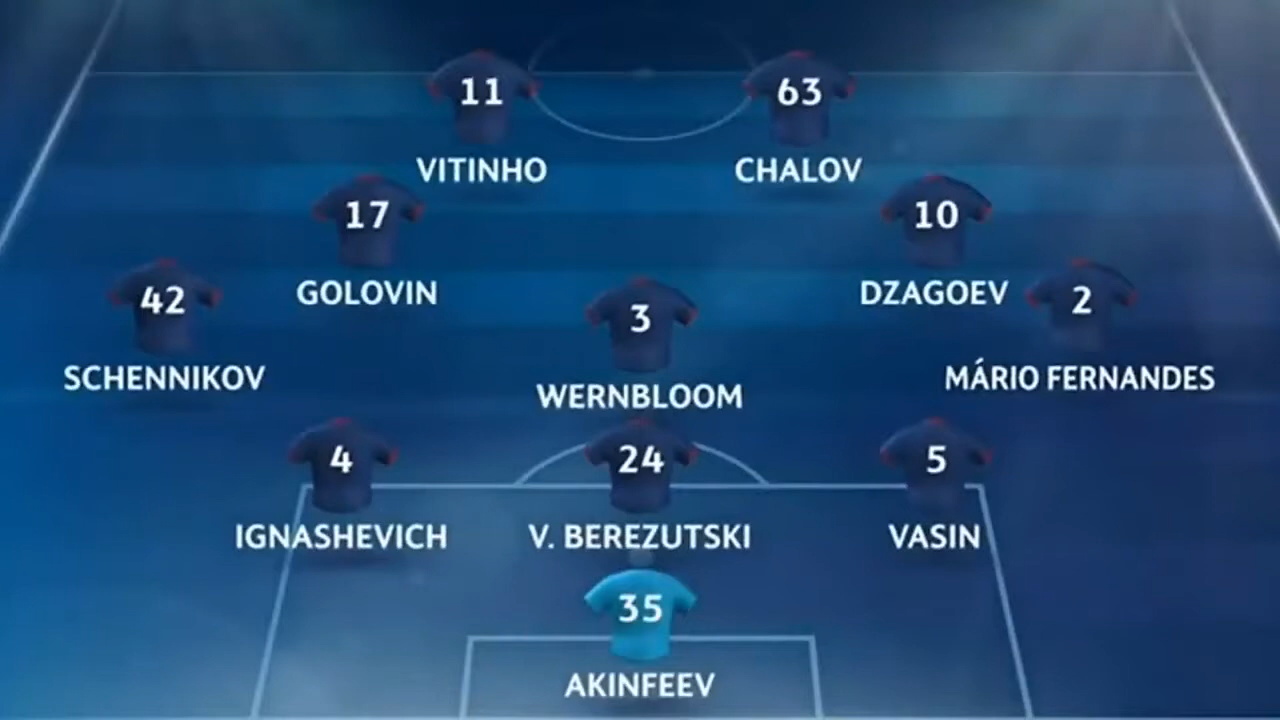 11
63
VITINHO
CHALOV
17
10
GOLOVIN
DZAGOEV
42
3
2
SCHENNIKOV
WERNBLOOM
MÁRIO FERNANDES
4
24
5
IGNASHEVICH
V. BEREZUTSKI
VASIN
35
AKINFEEV